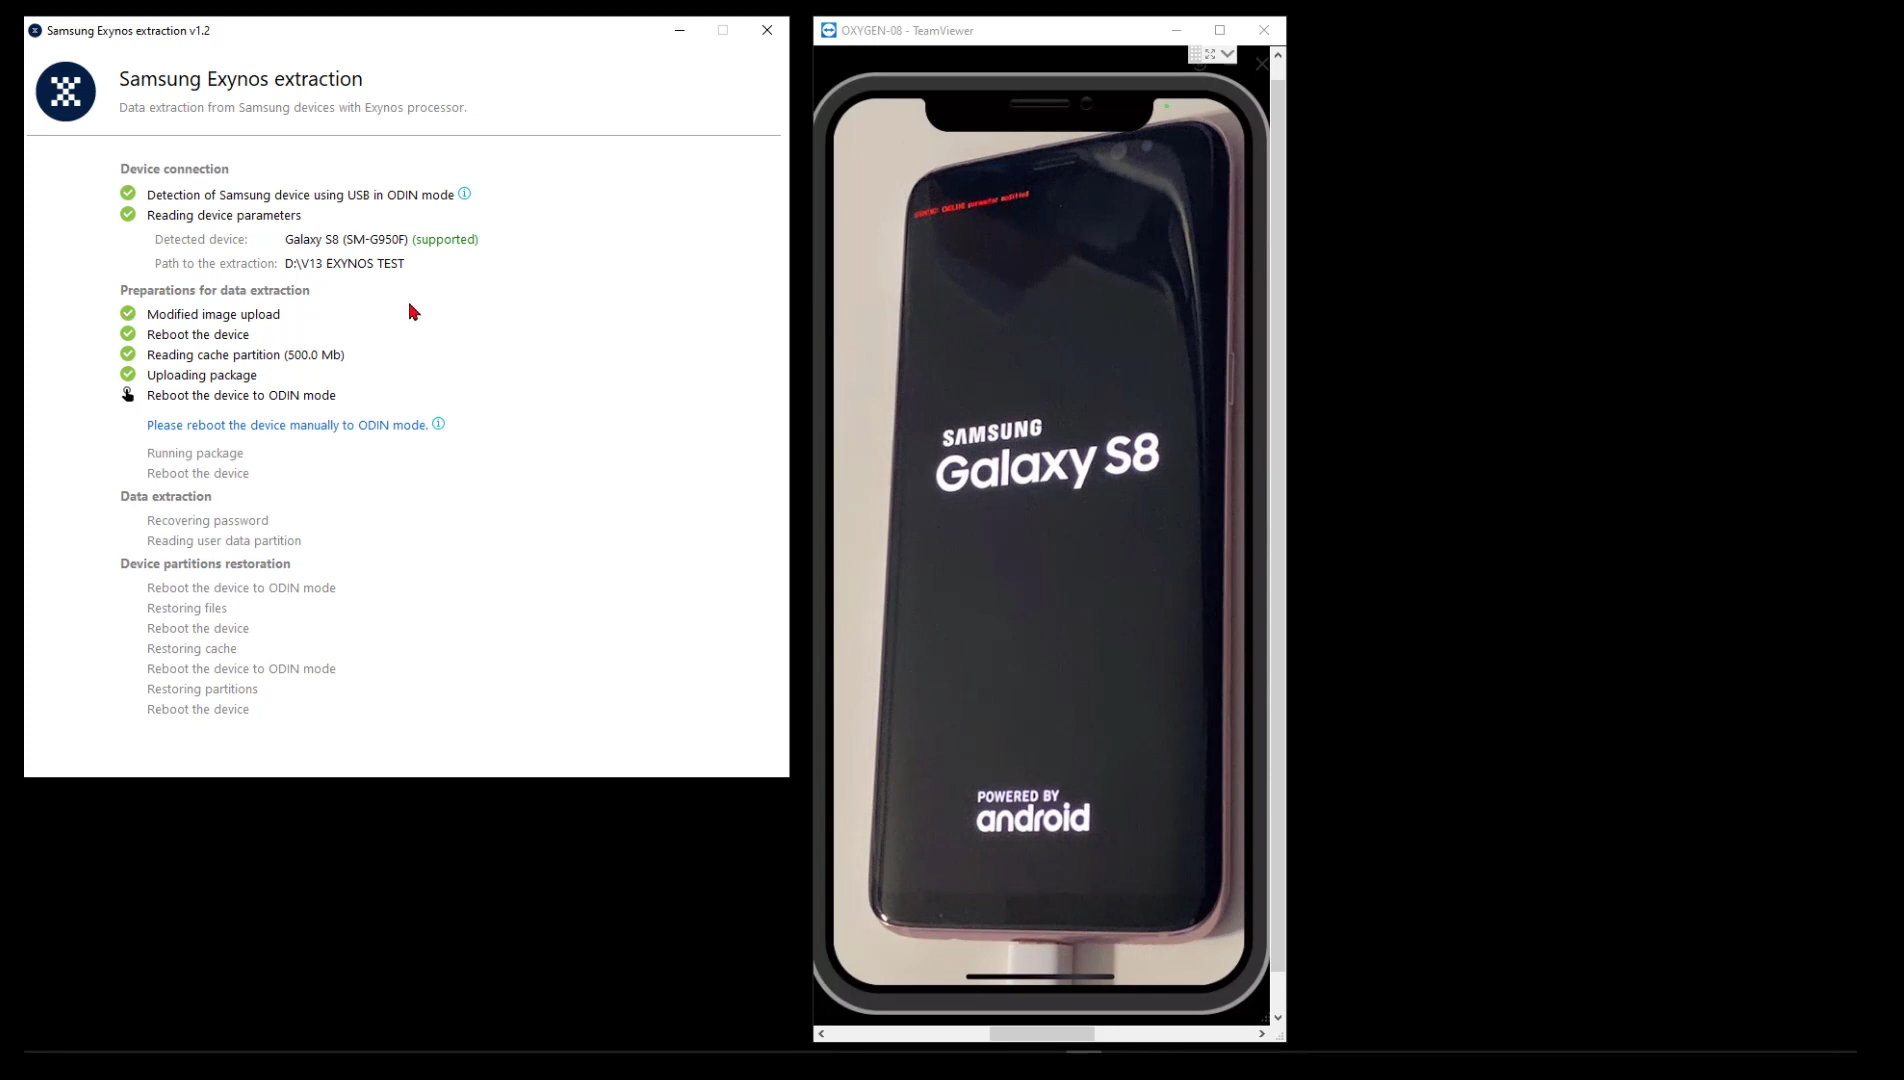 Samsung Exynos extraction v1.2
Samsung Exynos extraction
Data extraction from Samsung devices with Exynos processor.
Device connection
Detection of Samsung device using USB in ODIN mode
Reading device parameters
Detected device: Galaxy S8 (SM-G950F) (supported)
Path to the extraction: D:\V13 EXYNOS TEST
Preparations for data extraction
Modified image upload
Reboot the device
Reading cache partition (500.0 Mb)
Uploading package
Reboot the device to ODIN mode
Please reboot the device manually to ODIN mode.
Running package
Reboot the device
Data extraction
Recovering password
Reading user data partition
Device partitions restoration
Reboot the device to ODIN mode
Restoring files
Reboot the device
Restoring cache
Reboot the device to ODIN mode
Restoring partitions
Reboot the device
OXYGEN-08 - TeamViewer
SAMSUNG
Galaxy S8
POWERED BY
android